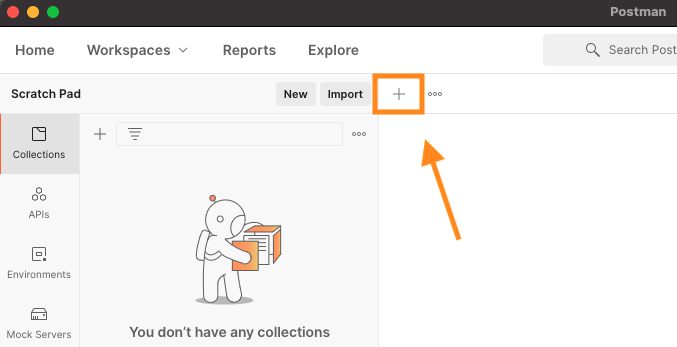 Postman
Home Workspaces Reports Explore Search Post
Scratch Pad New Import
Collections
APIs
Environments
Mock Servers
You don't have any collections